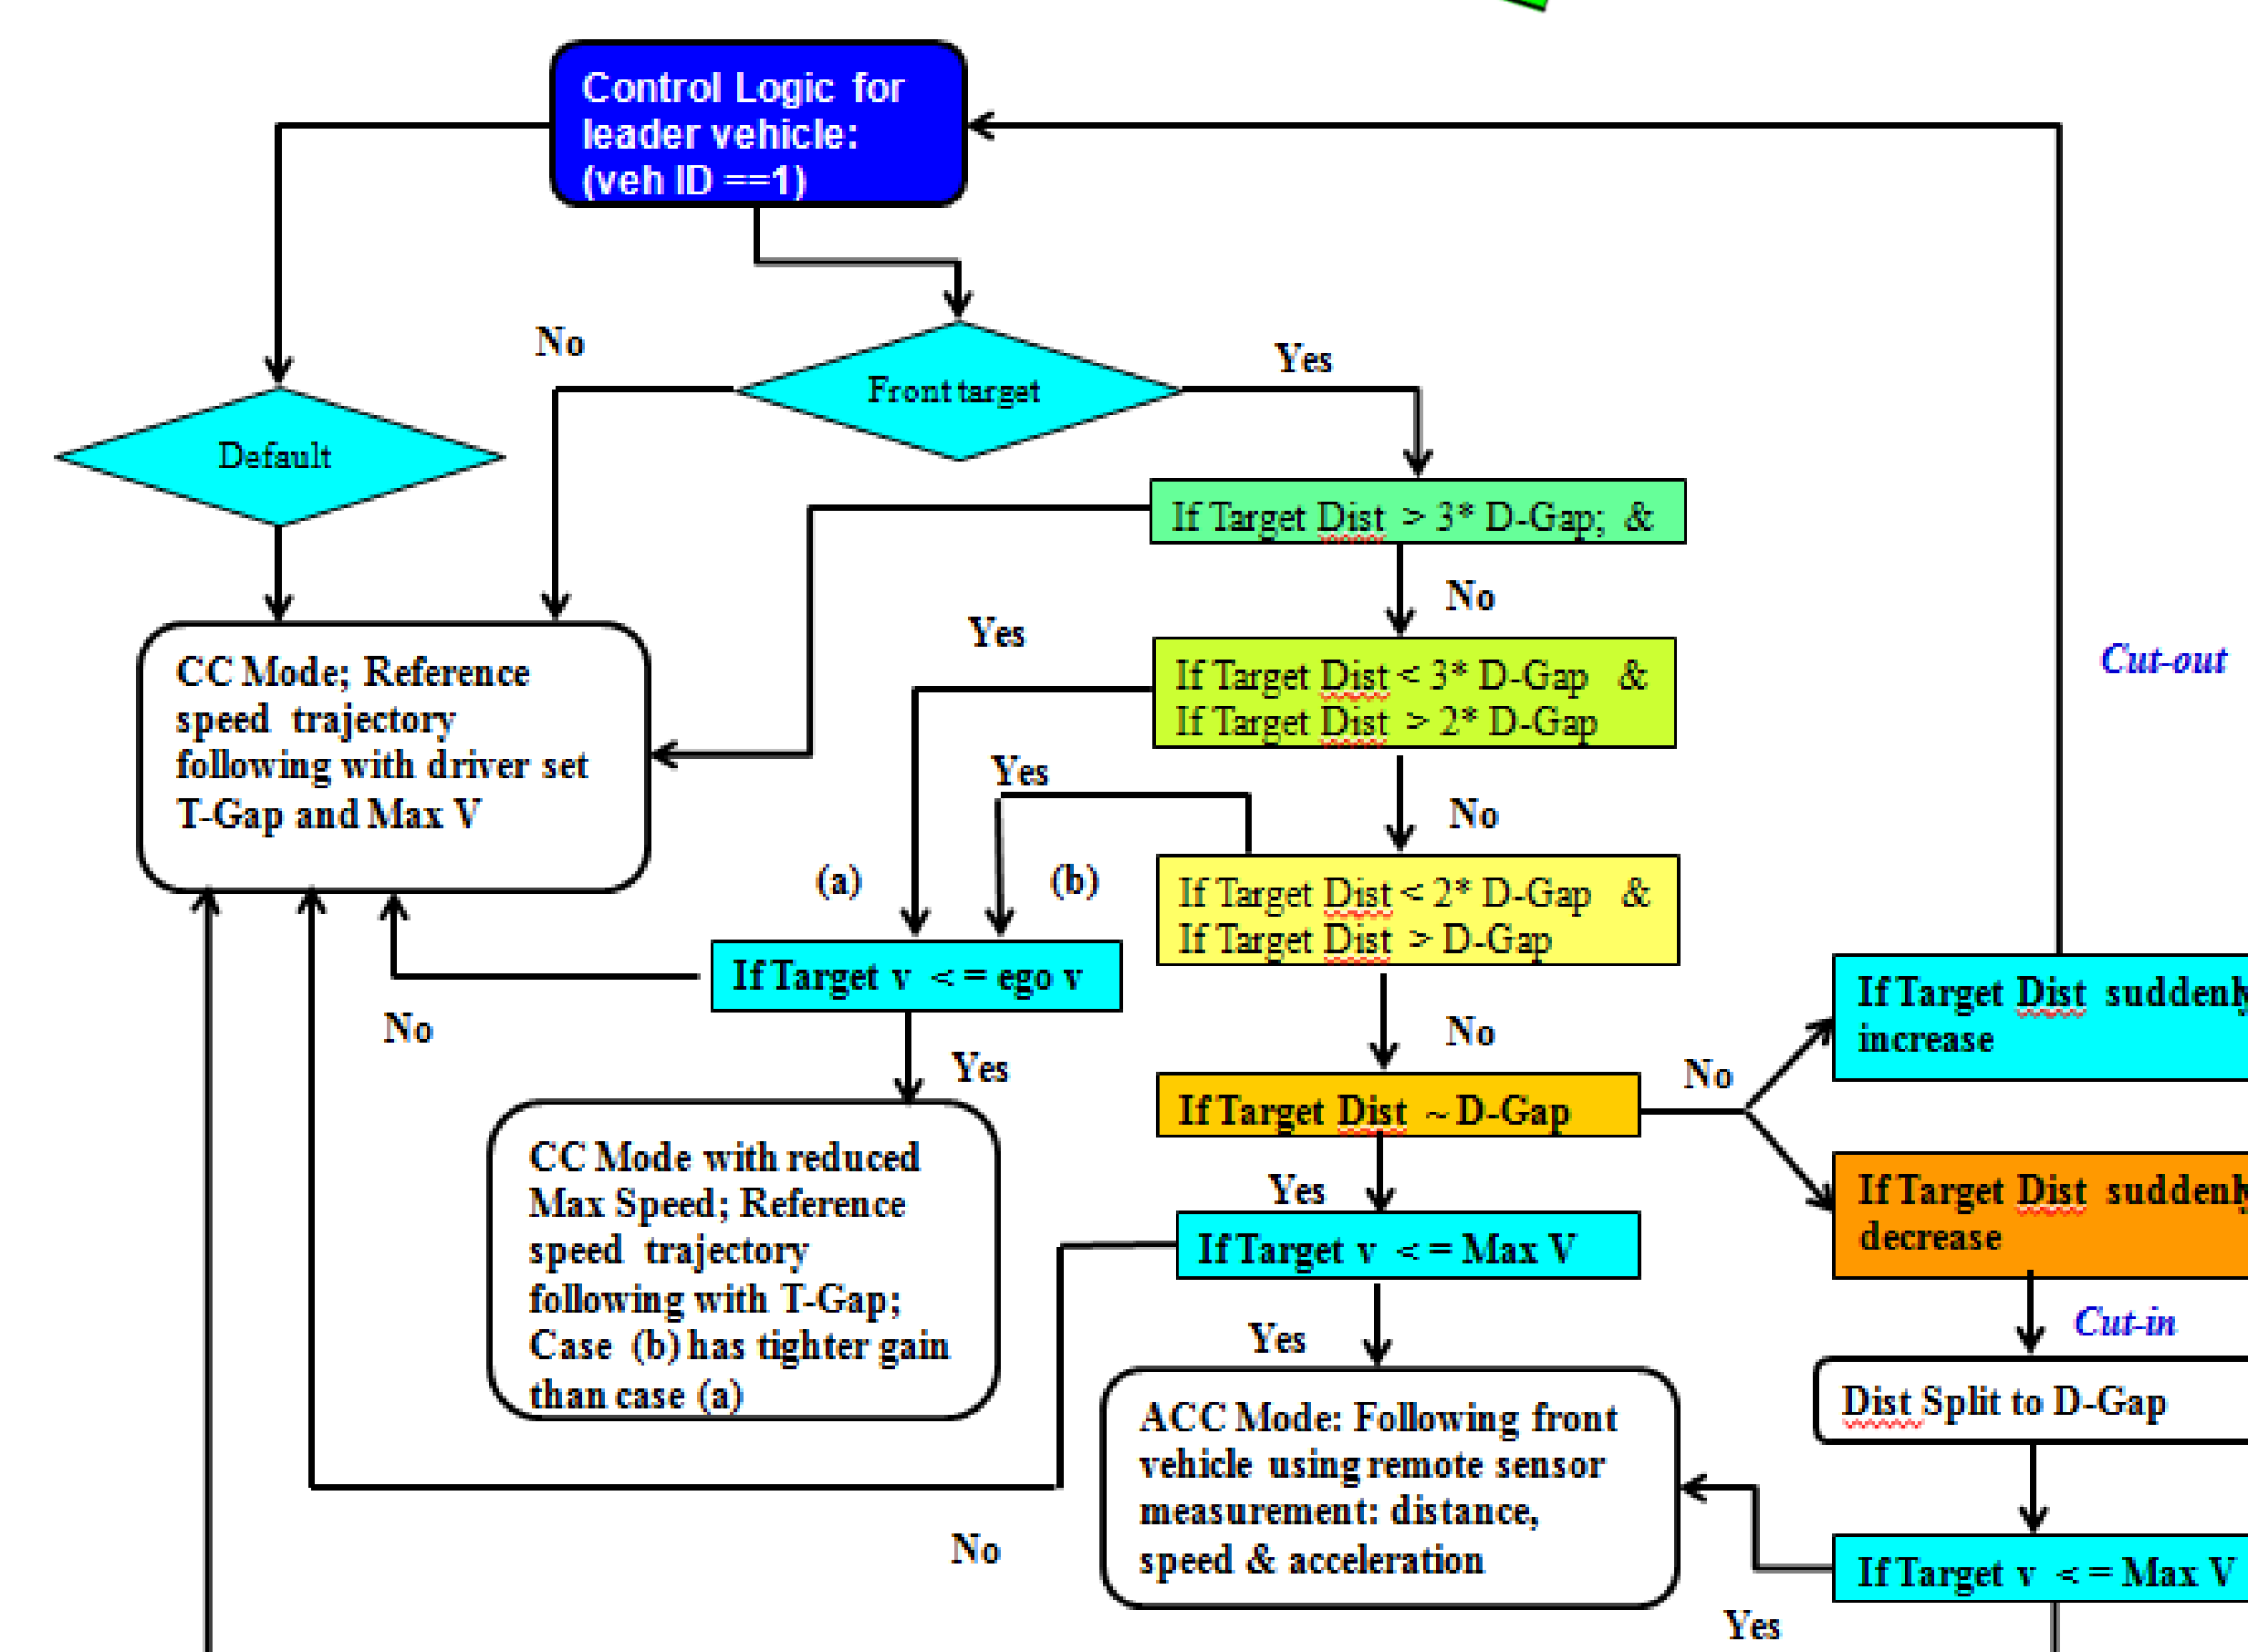 Control Logic for
leader vehicle:
(veh ID ==1)
No
Yes
Front target
Default
If Target Dist > 3* D-Gap; &
No
Yes
If Target Dist < 3* D-Gap &
If Target Dist > 2* D-Gap
Cut-out
CC Mode; Reference
speed trajectory
following with driver set
T-Gap and Max V
Yes
No
(a)
(b)
If Target Dist < 2* D-Gap &
If Target Dist > D-Gap
If Target v < = ego v
No
Yes
No
If Target Dist suddenly
increase
No
If Target Dist ~ D-Gap
CC Mode with reduced
Max Speed; Reference
speed trajectory
following with T-Gap;
Case (b) has tighter gain
than case (a)
Yes
If Target Dist suddenly
decrease
If Target v < = Max V
Yes
Cut-in
Dist Split to D-Gap
ACC Mode: Following front
vehicle using remote sensor
measurement: distance,
speed & acceleration
No
If Target v < = Max V
Yes